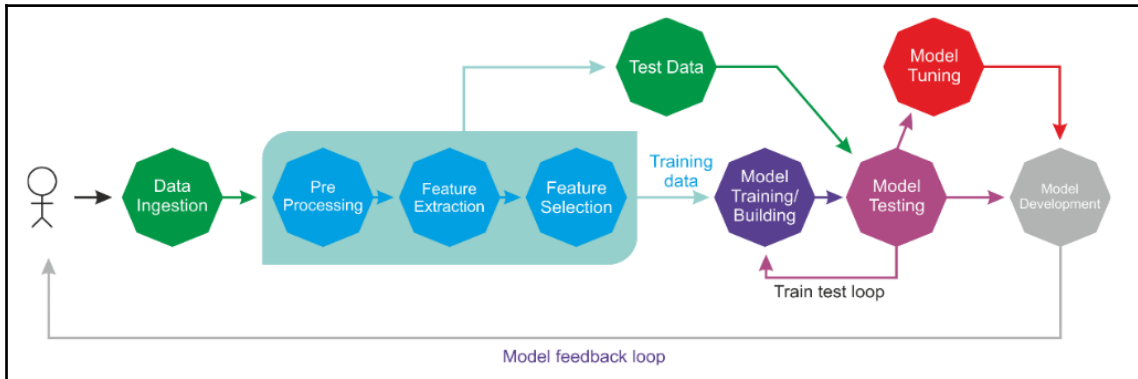 Data
Ingestion
Pre
Processing
Feature
Extraction
Feature
Selection
Test Data
Training
data
Model
Training/
Building
Model
Testing
Model
Tuning
Model
Development
Train test loop
Model feedback loop